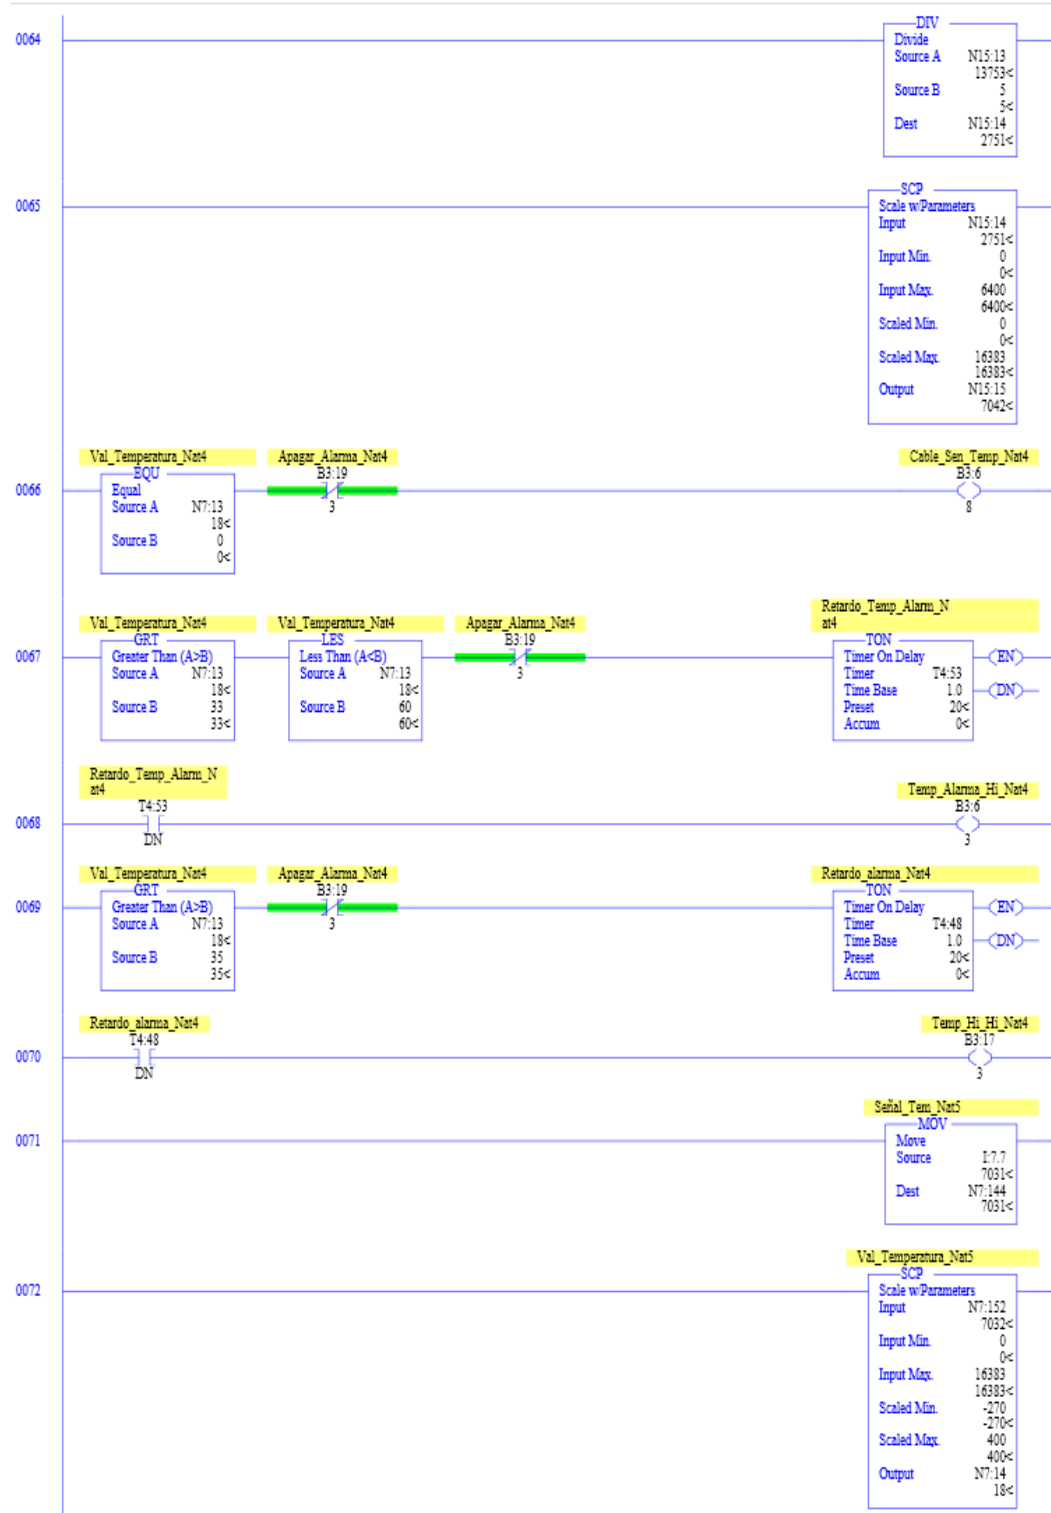 0064
DIV
Divide
Source A N15:13
13753<
Source B 5
5<
Dest N15:14
2751<
0065
SCP
Scale w/Parameters
Input N15:14
2751<
Input Min. 0
0<
Input Max. 6400
6400<
Scaled Min. 0
0<
Scaled Max. 16383
16383<
Output N15:15
7042<
0066
Val_Temperatura_Nat4
EQU
Equal
Source A N7:13
18<
Source B 0
0<
Apagar_Alarma_Nat4
B3:19
3
Cable_Sen_Temp_Nat4
B3:6
8
0067
Val_Temperatura_Nat4
GRT
Greater Than (A>B)
Source A N7:13
18<
Source B 33
33<
Val_Temperatura_Nat4
LES
Less Than (A<B)
Source A N7:13
18<
Source B 60
60<
Apagar_Alarma_Nat4
B3:19
3
Retardo_Temp_Alarm_N
at4
TON
Timer On Delay
Timer T4:53
Time Base 1.0
Preset 20<
Accum 0<
EN
DN
0068
Retardo_Temp_Alarm_N
at4
T4:53
DN
Temp_Alarma_Hi_Nat4
B3:6
3
0069
Val_Temperatura_Nat4
GRT
Greater Than (A>B)
Source A N7:13
18<
Source B 35
35<
Apagar_Alarma_Nat4
B3:19
3
Retardo_alarma_Nat4
TON
Timer On Delay
Timer T4:48
Time Base 1.0
Preset 20<
Accum 0<
EN
DN
0070
Retardo_alarma_Nat4
T4:48
DN
Temp_Hi_Hi_Nat4
B3:17
3
0071
Señal_Tem_Nat5
MOV
Move
Source I:7.7
7031<
Dest N7:144
7031<
0072
Val_Temperatura_Nat5
SCP
Scale w/Parameters
Input N7:152
7032<
Input Min. 0
0<
Input Max. 16383
16383<
Scaled Min. -270
-270<
Scaled Max. 400
400<
Output N7:14
18<